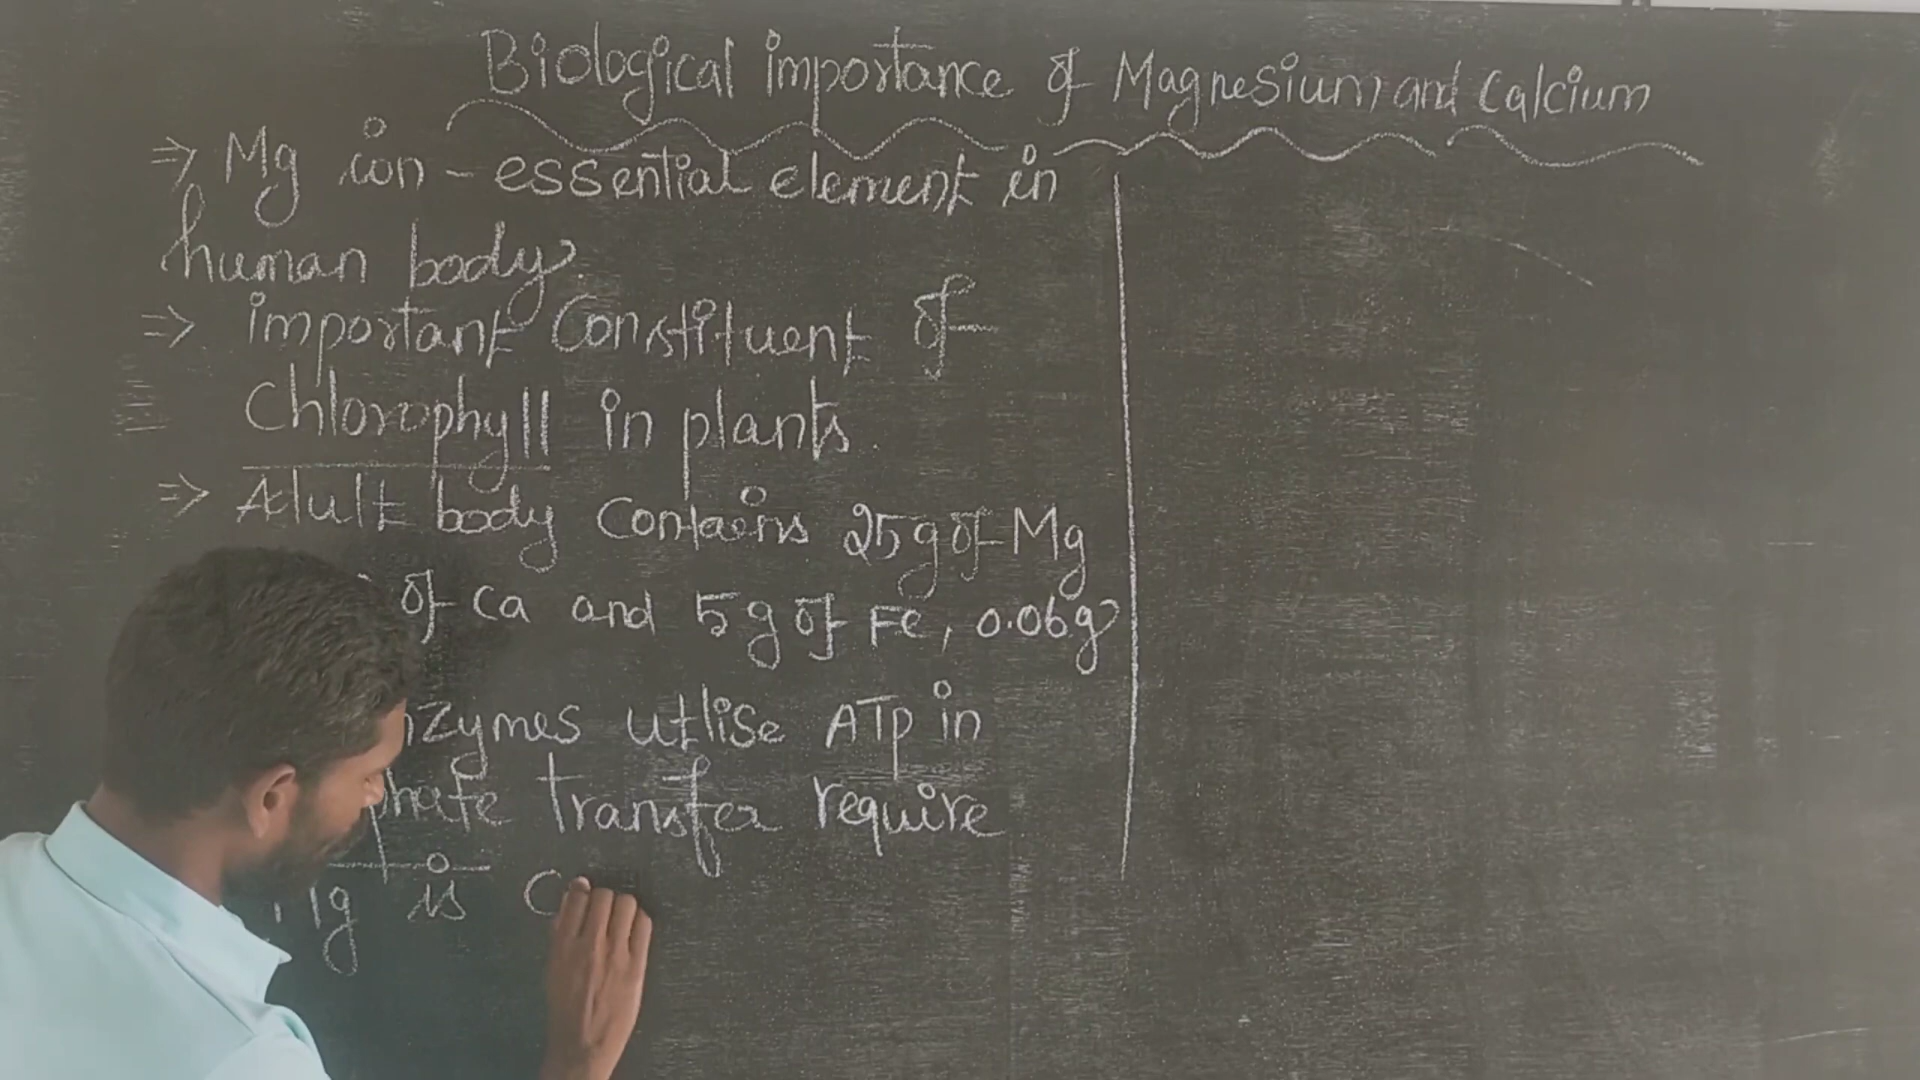 Biological importance of Magnesium and Calcium
⇒ Mg ion - essential element in
human body.
⇒ important Constituent of
Chlorophyll in plants.
⇒ Adult body contains 25g of Mg
of Ca and 5g of Fe, 0.06g
utlise ATP in
transfer require
is